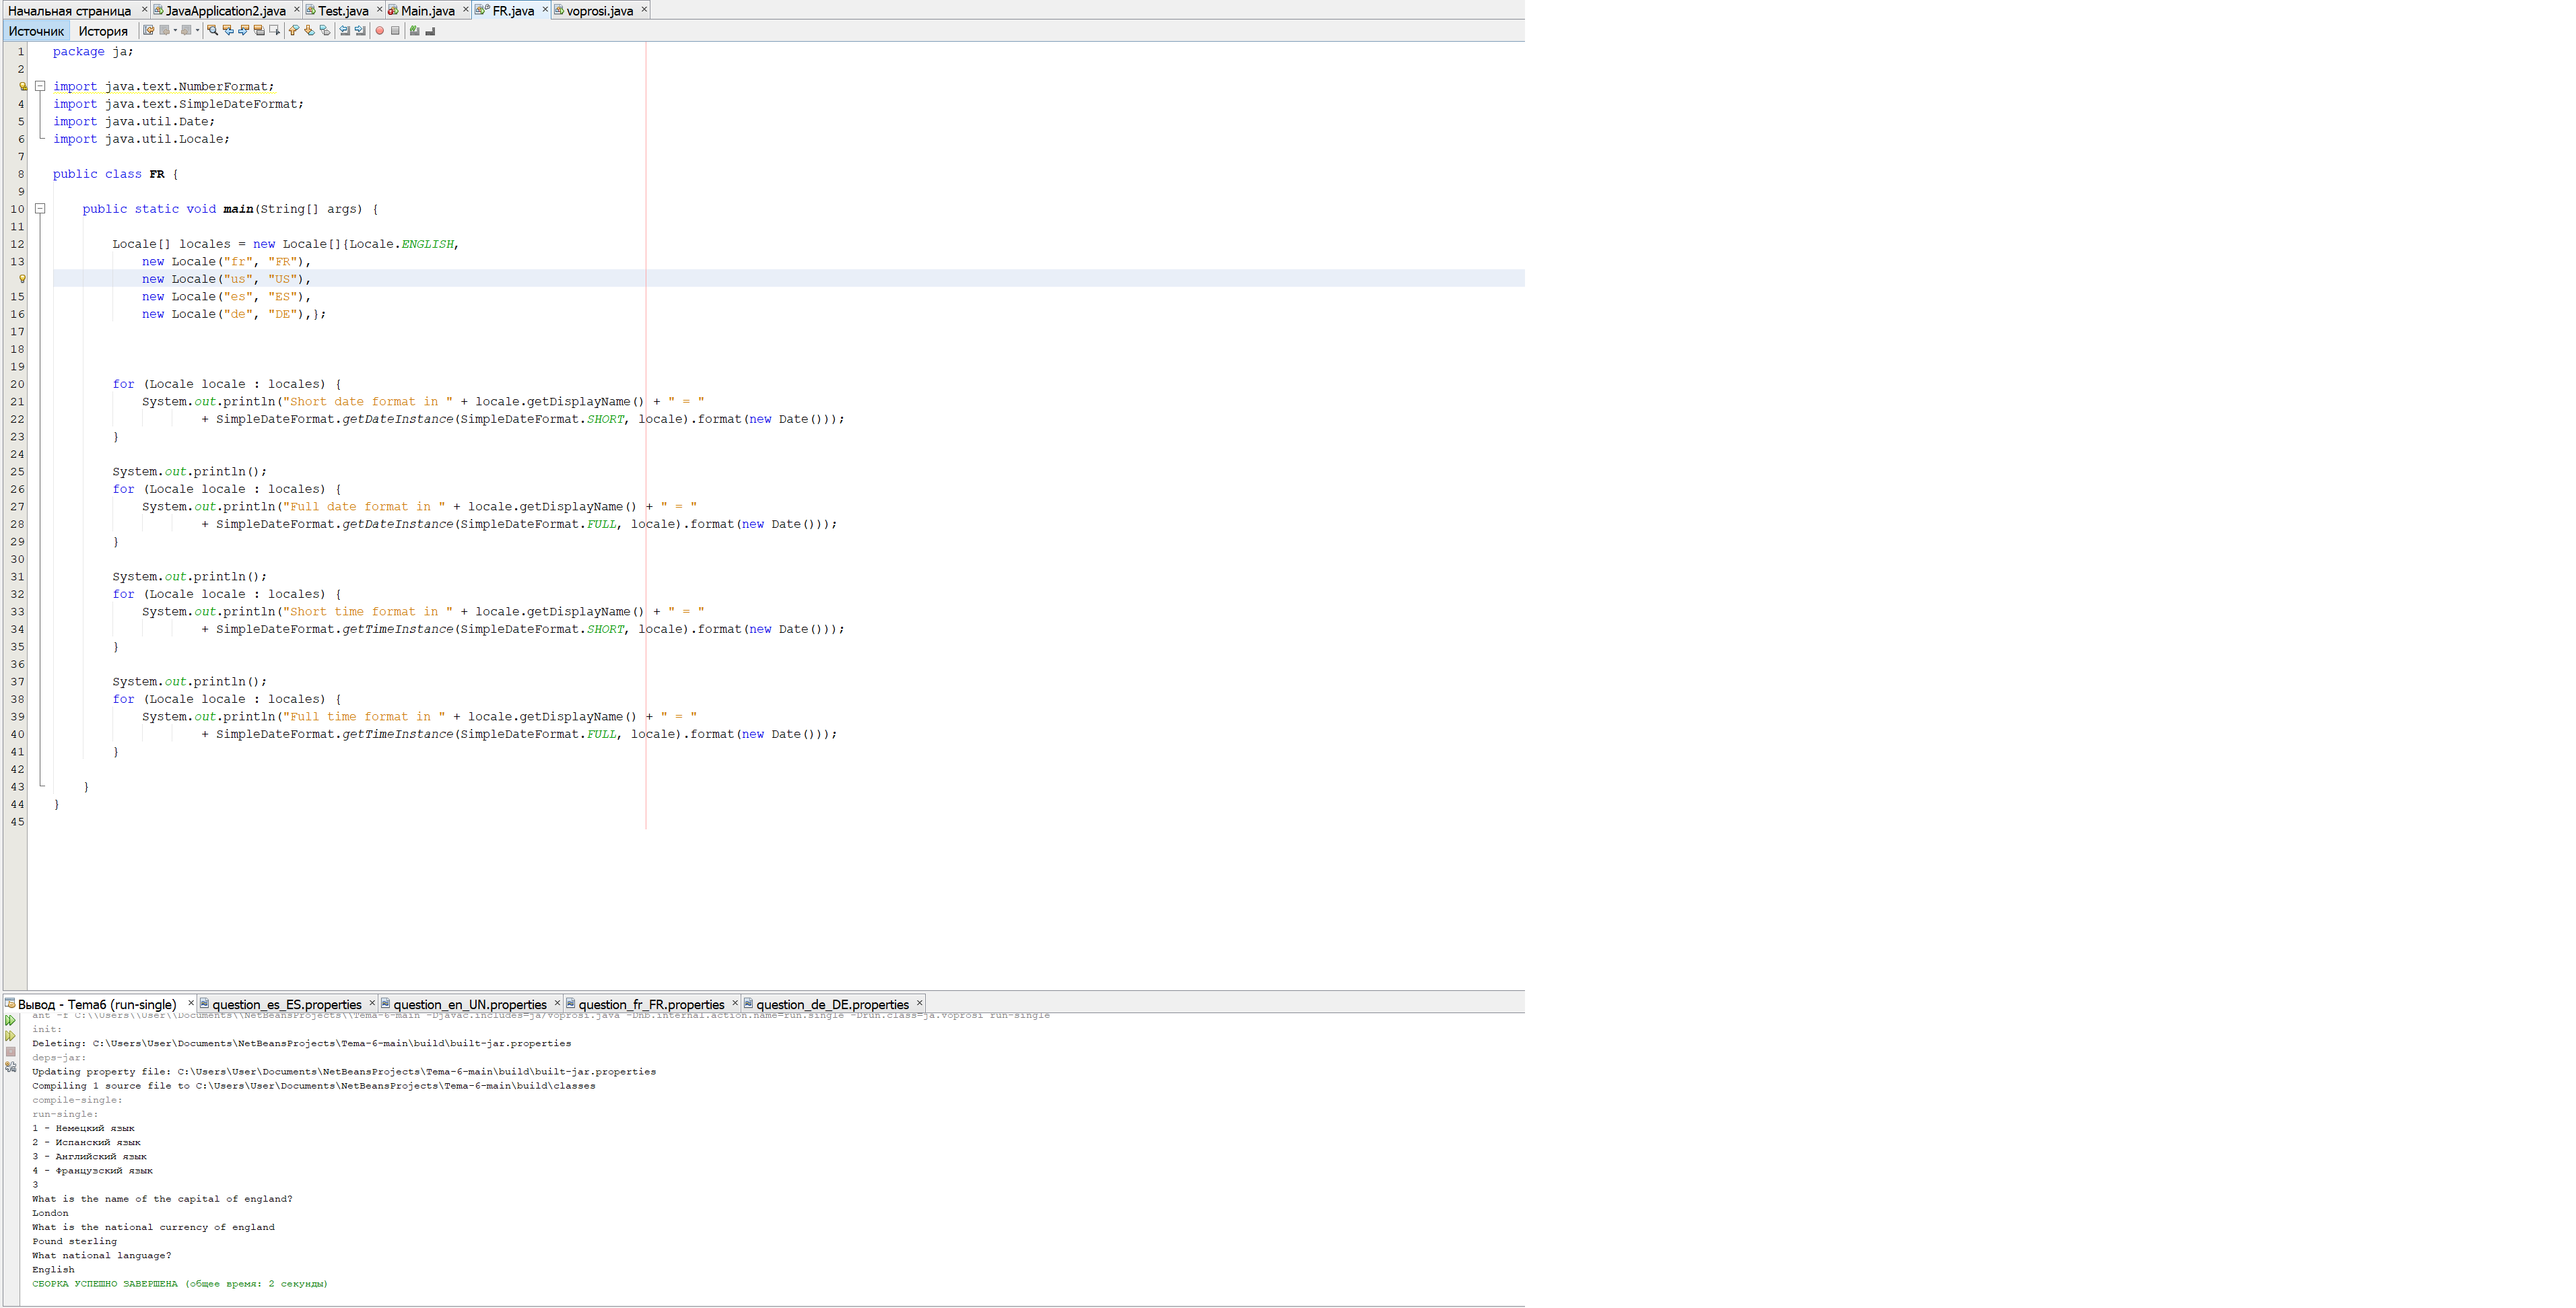 Начальная страница JavaApplication2.java Test.java Main.java FR.java voprosi.java
Источник История
1 package ja;
2
import java.text.NumberFormat;
4 import java.text.SimpleDateFormat;
5 import java.util.Date;
6 import java.util.Locale;
7
8 public class FR {
9
10 public static void main(String[] args) {
11
12 Locale[] locales = new Locale[]{Locale.ENGLISH,
13 new Locale("fr", "FR"),
new Locale("us", "US"),
15 new Locale("es", "ES"),
16 new Locale("de", "DE"),};
17
18
19
20 for (Locale locale : locales) {
21 System.out.println("Short date format in " + locale.getDisplayName() + " = "
22 + SimpleDateFormat.getDateInstance(SimpleDateFormat.SHORT, locale).format(new Date()));
23 }
24
25 System.out.println();
26 for (Locale locale : locales) {
27 System.out.println("Full date format in " + locale.getDisplayName() + " = "
28 + SimpleDateFormat.getDateInstance(SimpleDateFormat.FULL, locale).format(new Date()));
29 }
30
31 System.out.println();
32 for (Locale locale : locales) {
33 System.out.println("Short time format in " + locale.getDisplayName() + " = "
34 + SimpleDateFormat.getTimeInstance(SimpleDateFormat.SHORT, locale).format(new Date()));
35 }
36
37 System.out.println();
38 for (Locale locale : locales) {
39 System.out.println("Full time format in " + locale.getDisplayName() + " = "
40 + SimpleDateFormat.getTimeInstance(SimpleDateFormat.FULL, locale).format(new Date()));
41 }
42
43 }
44 }
45
Вывод - Tema6 (run-single) question_es_ES.properties question_en_UN.properties question_fr_FR.properties question_de_DE.properties
ant -f C:\\Users\\User\\Documents\\NetBeansProjects\\Tema-6-main -Djavac.includes=ja/voprosi.java -Dnb.internal.action.name=run.single -Drun.class=ja.voprosi run-single
init:
Deleting: C:\Users\User\Documents\NetBeansProjects\Tema-6-main\build\built-jar.properties
deps-jar:
Updating property file: C:\Users\User\Documents\NetBeansProjects\Tema-6-main\build\built-jar.properties
Compiling 1 source file to C:\Users\User\Documents\NetBeansProjects\Tema-6-main\build\classes
compile-single:
run-single:
1 - Немецкий язык
2 - Испанский язык
3 - Английский язык
4 - Французский язык
3
What is the name of the capital of england?
London
What is the national currency of england
Pound sterling
What national language?
English
СБОРКА УСПЕШНО ЗАВЕРШЕНА (общее время: 2 секунды)